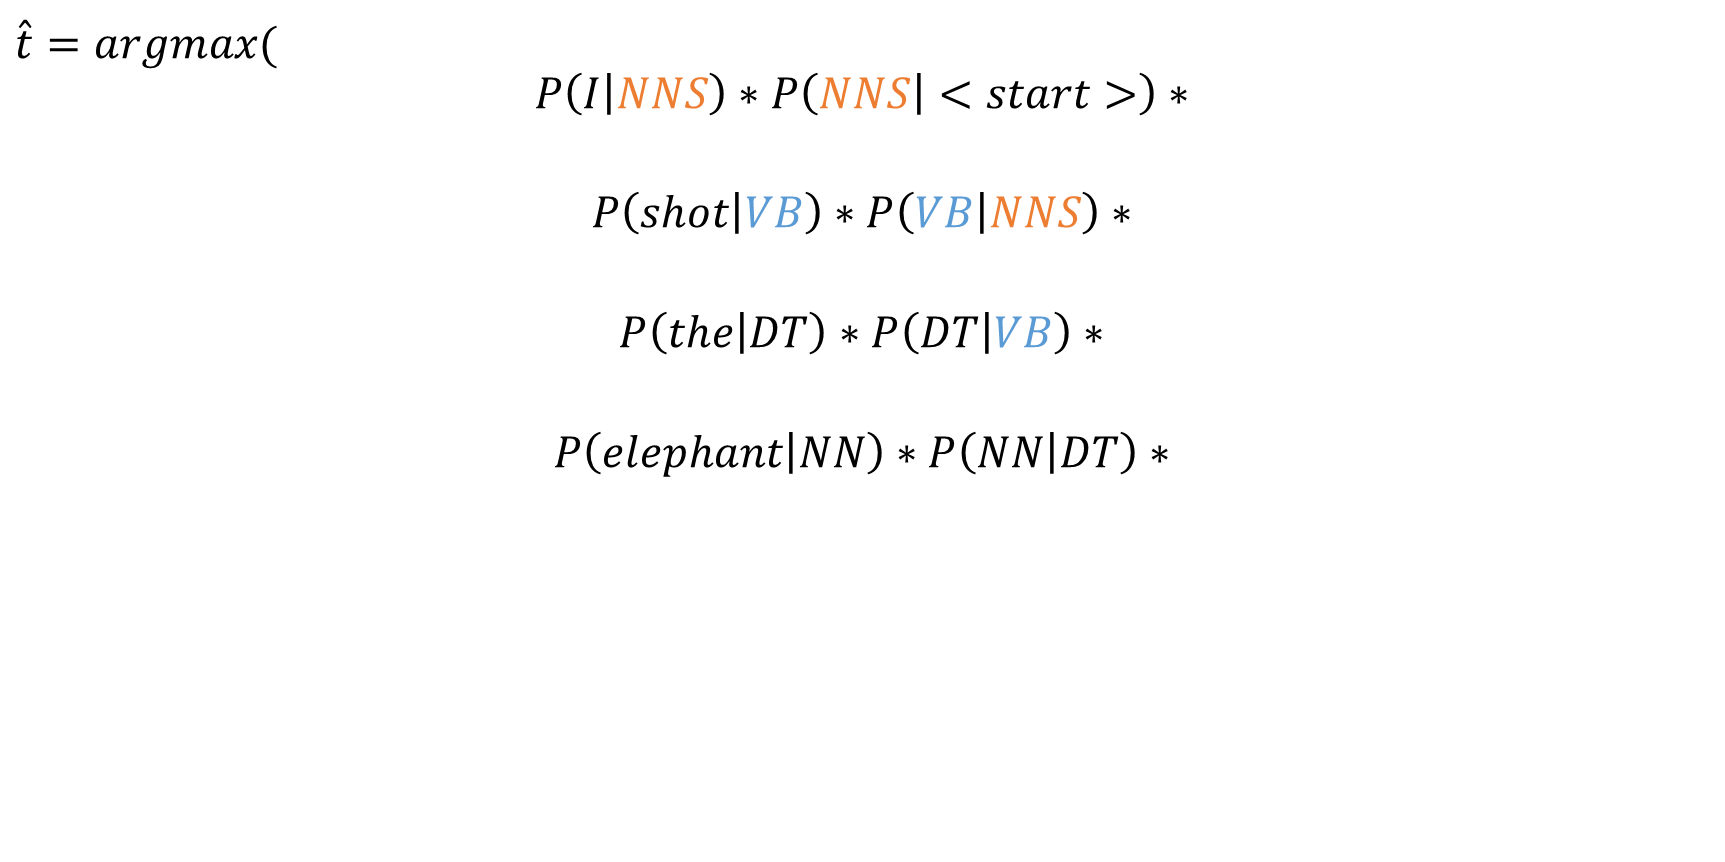 t̂ = argmax(
P(I|NNS) ∗ P(NNS| < start >) ∗
P(shot|VB) ∗ P(VB|NNS) ∗
P(the|DT) ∗ P(DT|VB) ∗
P(elephant|NN) ∗ P(NN|DT) ∗